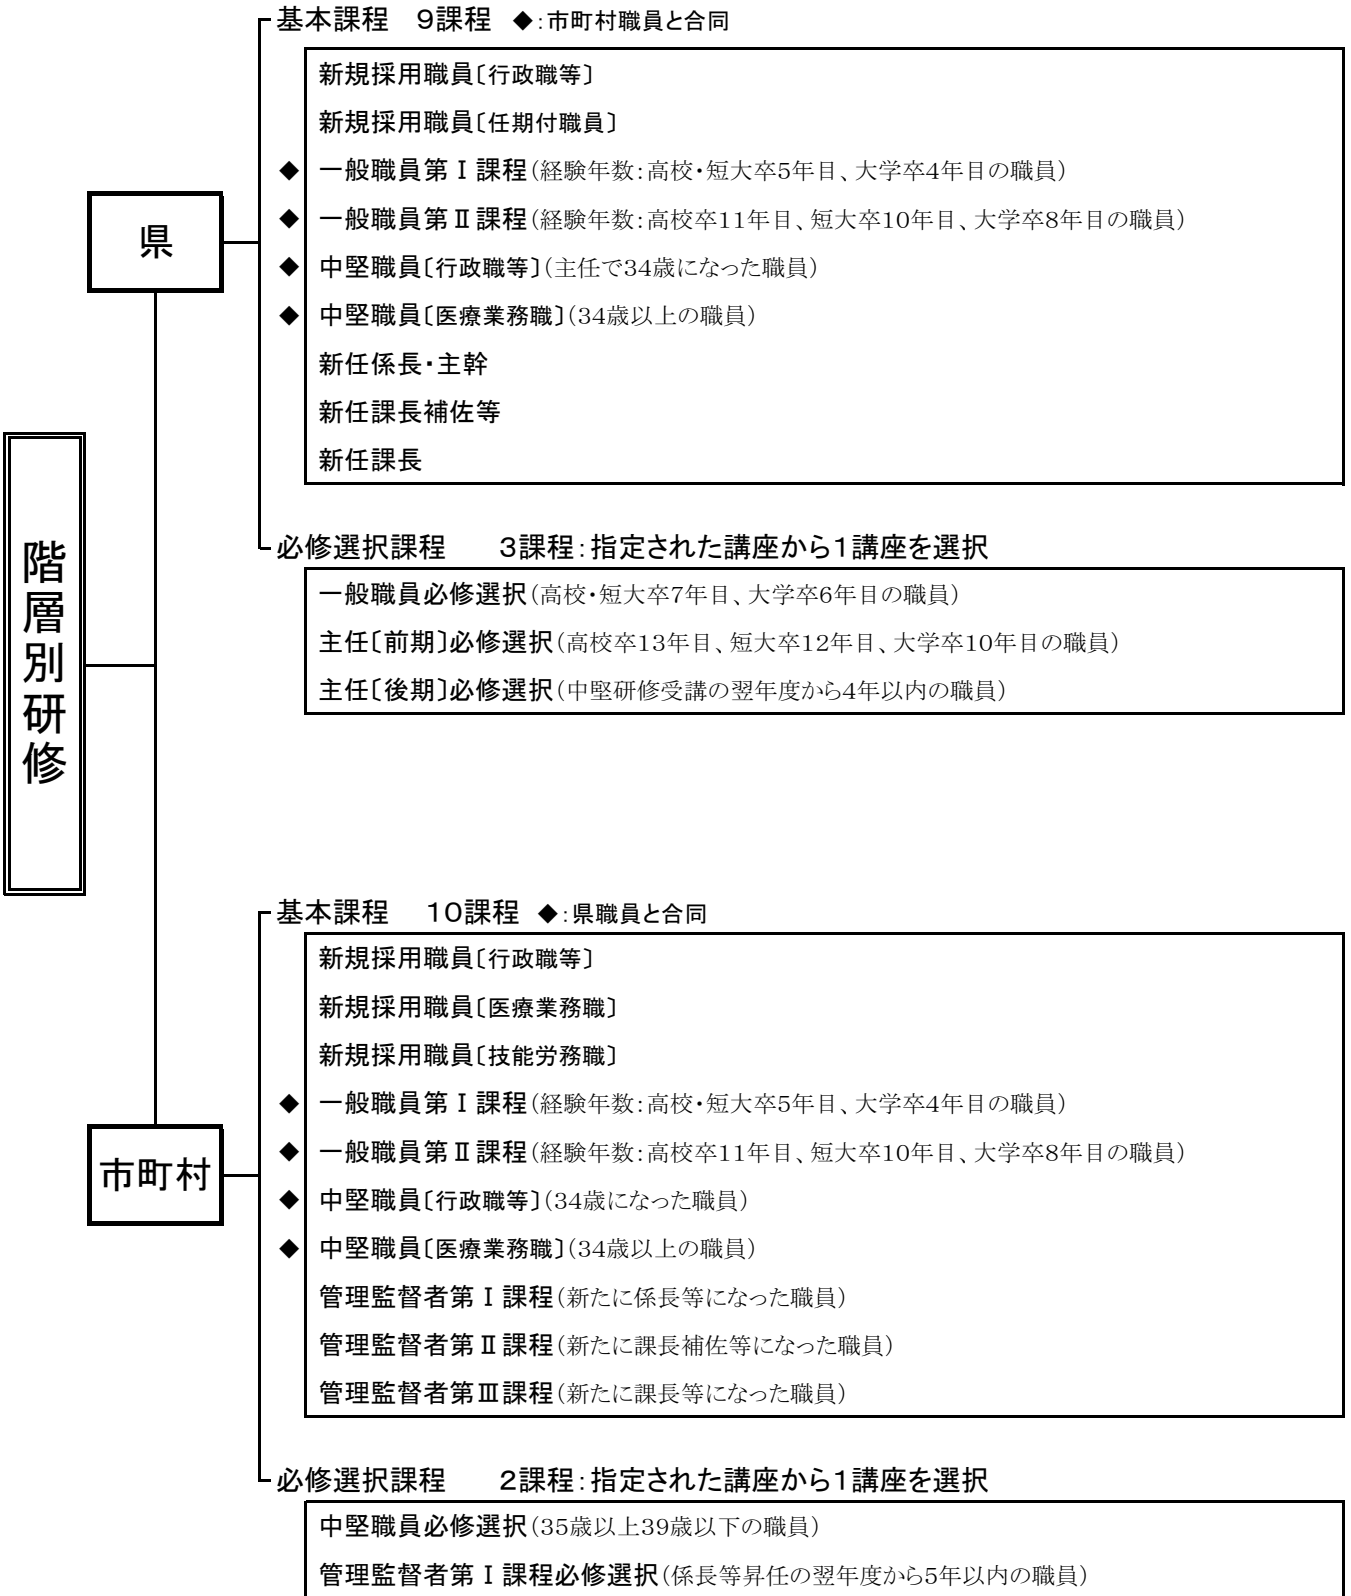 階層別研修
県
基本課程　9課程　◆：市町村職員と合同
新規採用職員〔行政職等〕
新規採用職員〔任期付職員〕
◆ 一般職員第Ⅰ課程（経験年数：高校・短大卒5年目、大学卒4年目の職員）
◆ 一般職員第Ⅱ課程（経験年数：高校卒11年目、短大卒10年目、大学卒8年目の職員）
◆ 中堅職員〔行政職等〕（主任で34歳になった職員）
◆ 中堅職員〔医療業務職〕（34歳以上の職員）
新任係長・主幹
新任課長補佐等
新任課長
必修選択課程　　3課程：指定された講座から1講座を選択
一般職員必修選択（高校・短大卒7年目、大学卒6年目の職員）
主任〔前期〕必修選択（高校卒13年目、短大卒12年目、大学卒10年目の職員）
主任〔後期〕必修選択（中堅研修受講の翌年度から4年以内の職員）
市町村
基本課程　10課程　◆：県職員と合同
新規採用職員〔行政職等〕
新規採用職員〔医療業務職〕
新規採用職員〔技能労務職〕
◆ 一般職員第Ⅰ課程（経験年数：高校・短大卒5年目、大学卒4年目の職員）
◆ 一般職員第Ⅱ課程（経験年数：高校卒11年目、短大卒10年目、大学卒8年目の職員）
◆ 中堅職員〔行政職等〕（34歳になった職員）
◆ 中堅職員〔医療業務職〕（34歳以上の職員）
管理監督者第Ⅰ課程（新たに係長等になった職員）
管理監督者第Ⅱ課程（新たに課長補佐等になった職員）
管理監督者第Ⅲ課程（新たに課長等になった職員）
必修選択課程　　2課程：指定された講座から1講座を選択
中堅職員必修選択（35歳以上39歳以下の職員）
管理監督者第Ⅰ課程必修選択（係長等昇任の翌年度から5年以内の職員）